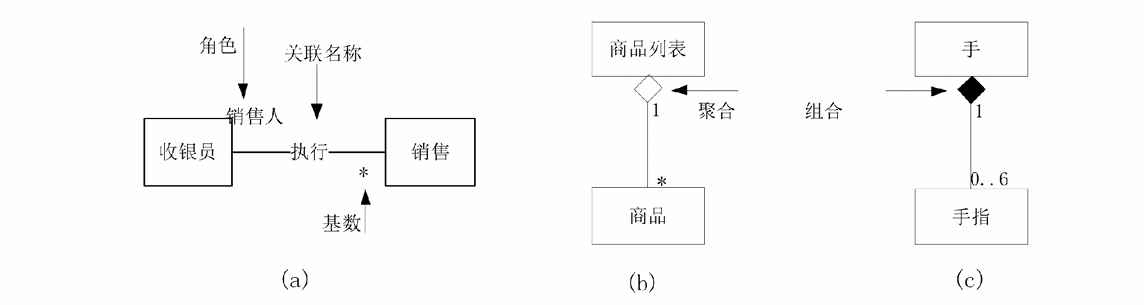 角色
关联名称
销售人
收银员
执行
销售
*
基数
(a)
商品列表
1
聚合
*
商品
(b)
手
组合
1
0..6
手指
(c)